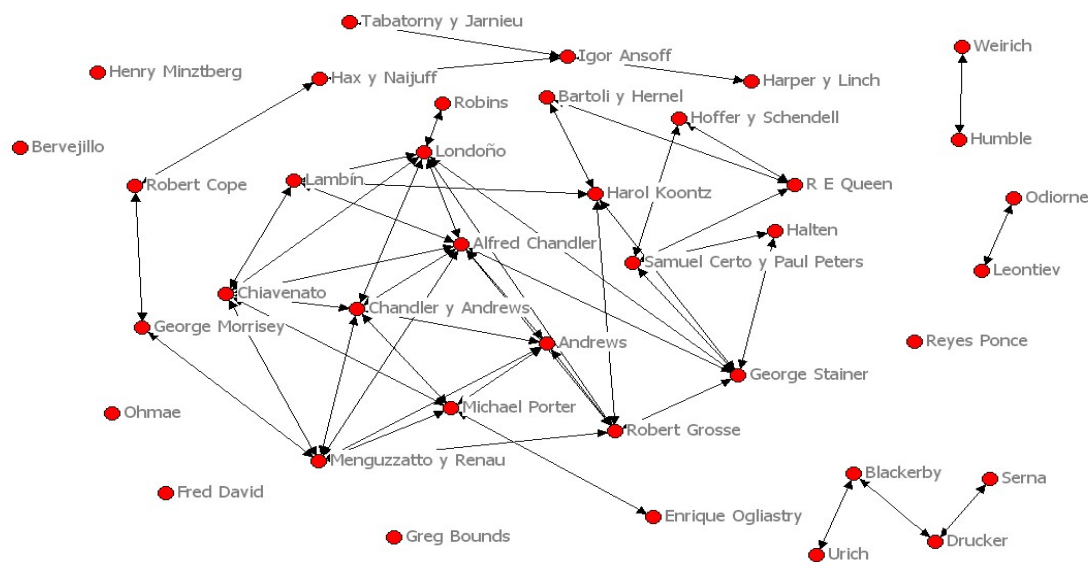 Tabatorny y Jarnieu
Weirich
Igor Ansoff
Henry Minztberg
Hax y Naijuff
Harper y Linch
Bartoli y Hernel
Robins
Hoffer y Schendell
Humble
Bervejillo
Londoño
Lambín
Robert Cope
R E Queen
Harol Koontz
Odiorne
Halten
Alfred Chandler
Samuel Certo y Paul Peters
Leontiev
Chiavenato
Chandler y Andrews
George Morrisey
Andrews
Reyes Ponce
George Stainer
Michael Porter
Ohmae
Robert Grosse
Menguzzatto y Renau
Blackerby
Serna
Fred David
Enrique Ogliastry
Greg Bounds
Drucker
Urich